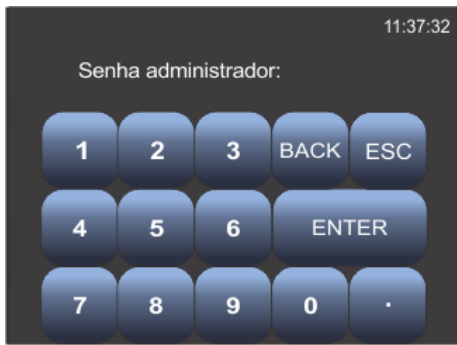 11:37:32
Senha administrador:
1 2 3 BACK ESC
4 5 6 ENTER
7 8 9 0 .